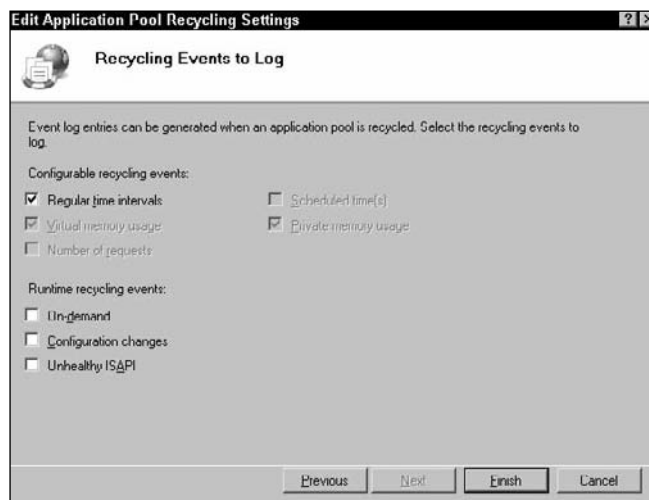 Edit Application Pool Recycling Settings
Recycling Events to Log
Event log entries can be generated when an application pool is recycled. Select the recycling events to
log.
Configurable recycling events:
Regular time intervals
Scheduled time(s)
Virtual memory usage
Private memory usage
Number of requests
Runtime recycling events:
On-demand
Configuration changes
Unhealthy ISAPI
Previous
Next
Finish
Cancel